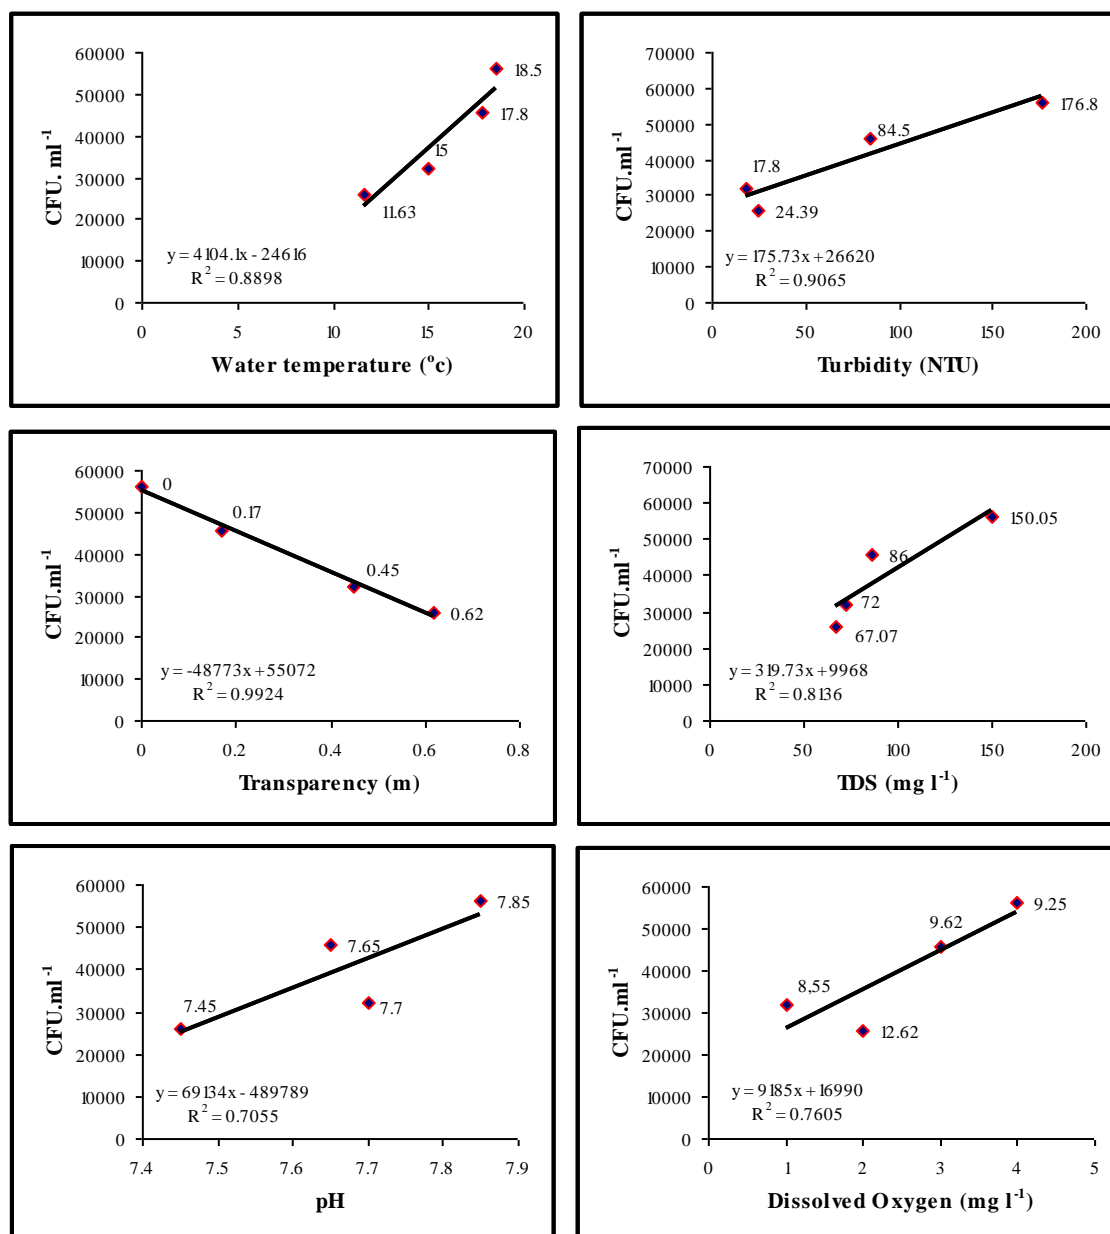 60000
50000
40000
30000
20000
10000
0
CFU. ml-1
18.5
17.8
15
11.63
y = 4104.1x - 24616
R2 = 0.8898
0 5 10 15 20
Water temperature (oc)
70000
60000
50000
40000
30000
20000
10000
0
CFU.ml-1
176.8
84.5
17.8
24.39
y = 175.73x + 26620
R2 = 0.9065
0 50 100 150 200
Turbidity (NTU)
60000
50000
40000
30000
20000
10000
0
CFU.ml-1
0
0.17
0.45
0.62
y = -48773x + 55072
R2 = 0.9924
0 0.2 0.4 0.6 0.8
Transparency (m)
70000
60000
50000
40000
30000
20000
10000
0
CFU.ml-1
150.05
86
72
67.07
y = 319.73x + 9968
R2 = 0.8136
0 50 100 150 200
TDS (mg l-1)
60000
50000
40000
30000
20000
10000
0
CFU.ml-1
7.85
7.65
7.45
7.7
y = 69134x - 489789
R2 = 0.7055
7.4 7.5 7.6 7.7 7.8 7.9
pH
60000
50000
40000
30000
20000
10000
0
CFU.ml-1
9.25
9.62
8,55
12.62
y = 9185x + 16990
R2 = 0.7605
0 1 2 3 4 5
Dissolved Oxygen (mg l-1)